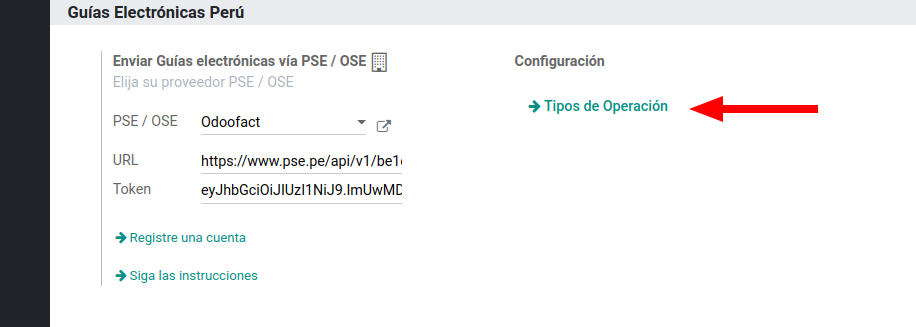 Guías Electrónicas Perú
Enviar Guías electrónicas vía PSE / OSE
Elija su proveedor PSE / OSE
PSE / OSE Odoofact
URL https://www.pse.pe/api/v1/be1
Token eyJhbGciOiJIUzI1NiJ9.ImUwMD
Registre una cuenta
Siga las instrucciones
Configuración
Tipos de Operación